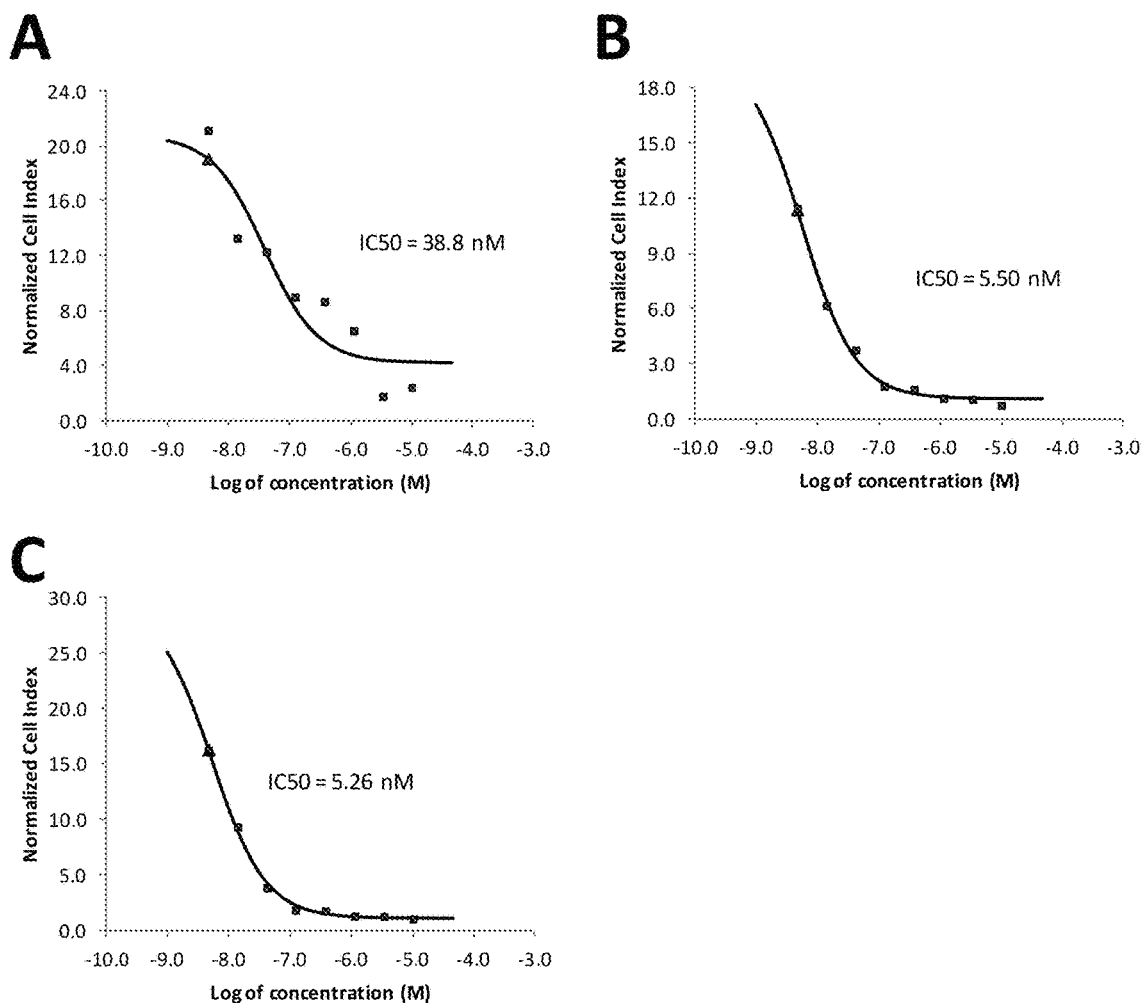 A
24.0
20.0
16.0
12.0
8.0
4.0
0.0
Normalized Cell Index
IC50 = 38.8 nM
-10.0 -9.0 -8.0 -7.0 -6.0 -5.0 -4.0 -3.0
Log of concentration (M)
B
18.0
15.0
12.0
9.0
6.0
3.0
0.0
Normalized Cell Index
IC50 = 5.50 nM
-10.0 -9.0 -8.0 -7.0 -6.0 -5.0 -4.0 -3.0
Log of concentration (M)
C
30.0
25.0
20.0
15.0
10.0
5.0
0.0
Normalized Cell Index
IC50 = 5.26 nM
-10.0 -9.0 -8.0 -7.0 -6.0 -5.0 -4.0 -3.0
Log of concentration (M)